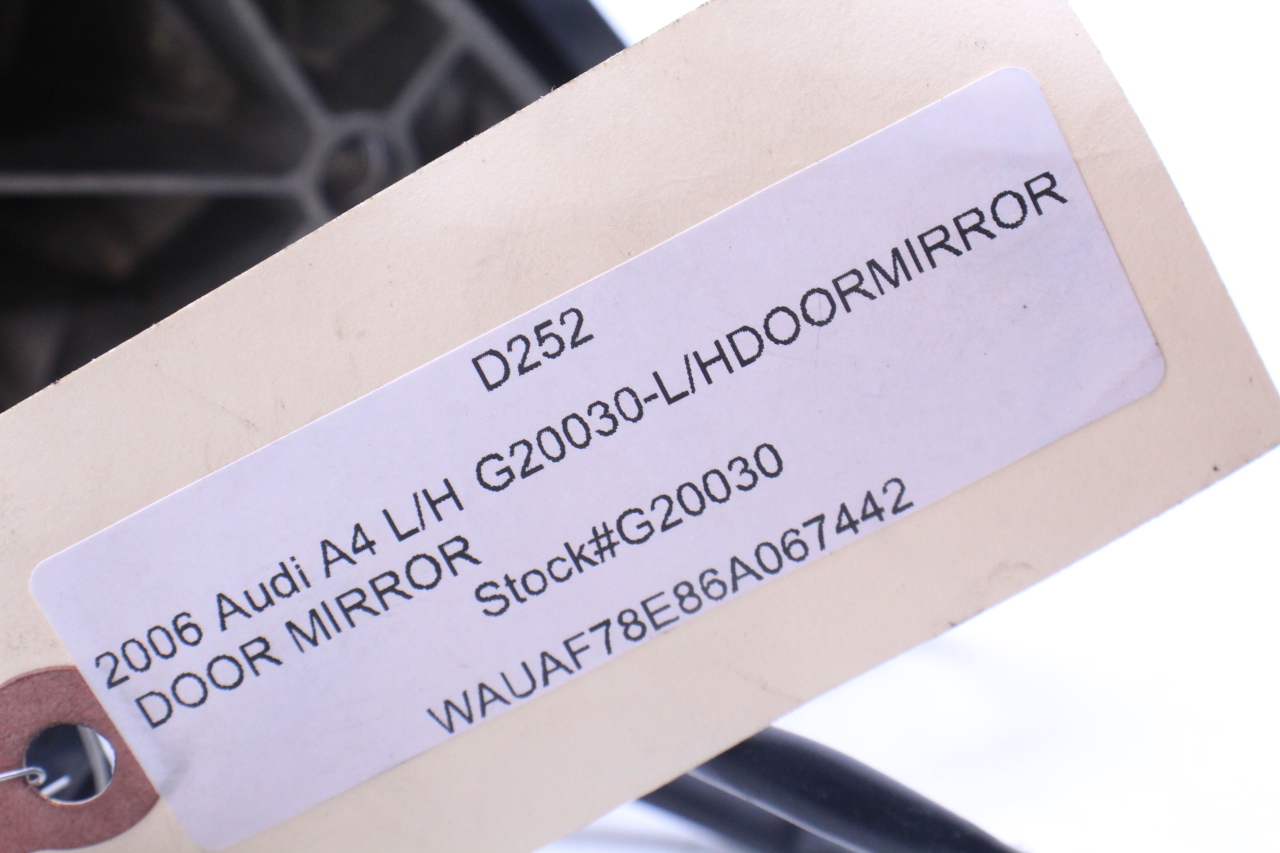 D252
2006 Audi A4 L/H G20030-L/HDOORMIRROR
DOOR MIRROR
Stock#G20030
WAUAF78E86A067442